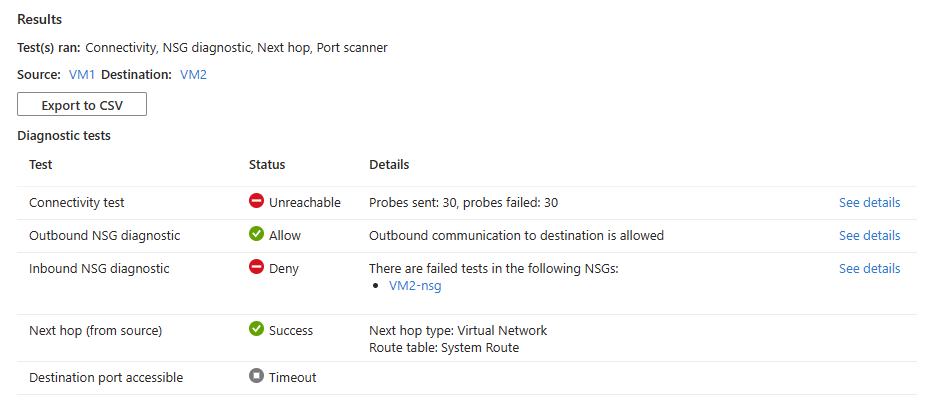 Results
Test(s) ran: Connectivity, NSG diagnostic, Next hop, Port scanner
Source: VM1 Destination: VM2
Export to CSV
Diagnostic tests
Test Status Details
Connectivity test Unreachable Probes sent: 30, probes failed: 30 See details
Outbound NSG diagnostic Allow Outbound communication to destination is allowed See details
Inbound NSG diagnostic Deny There are failed tests in the following NSGs: See details
• VM2-nsg
Next hop (from source) Success Next hop type: Virtual Network
Route table: System Route
Destination port accessible Timeout